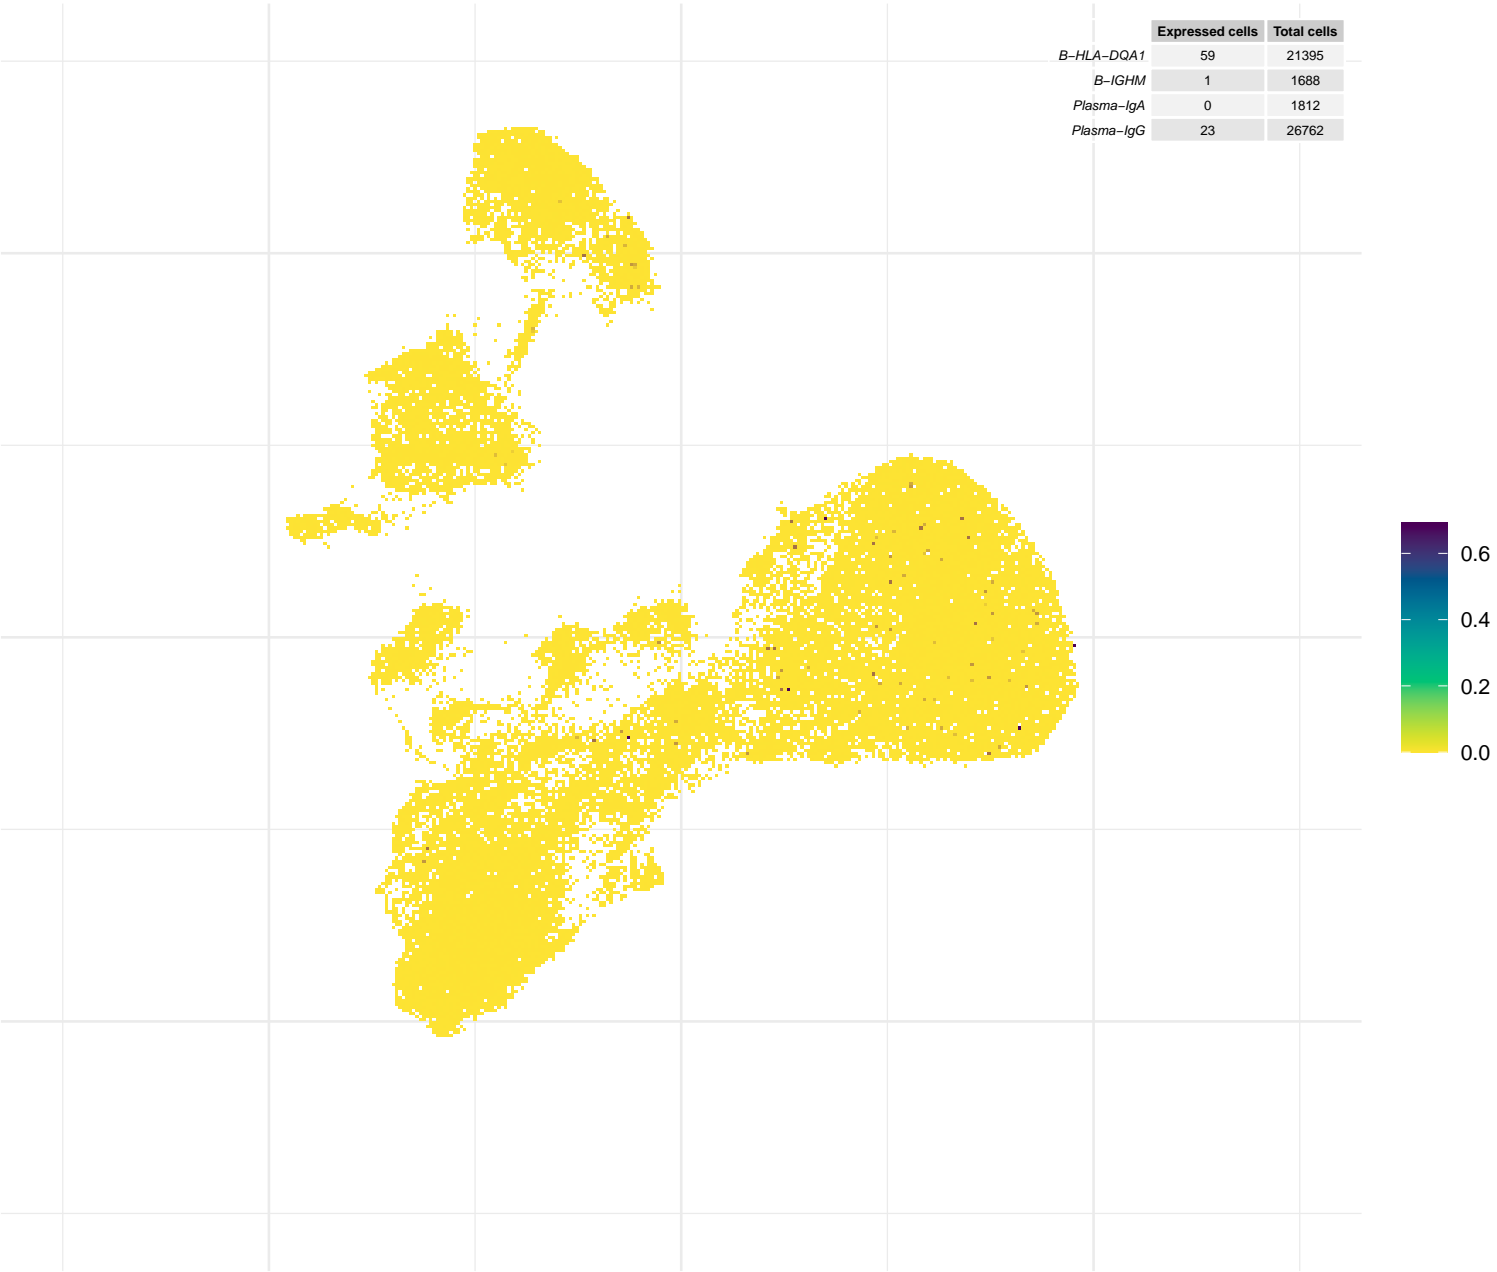 Expressed cells Total cells
B−HLA−DQA1 59 21395
B−IGHM 1 1688
Plasma−IgA 0 1812
Plasma−IgG 23 26762
0.6
0.4
0.2
0.0